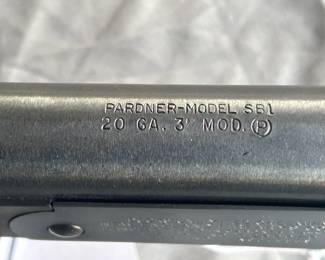 PARDNER-MODEL SB1
20 GA. 3" MOD. Ⓟ